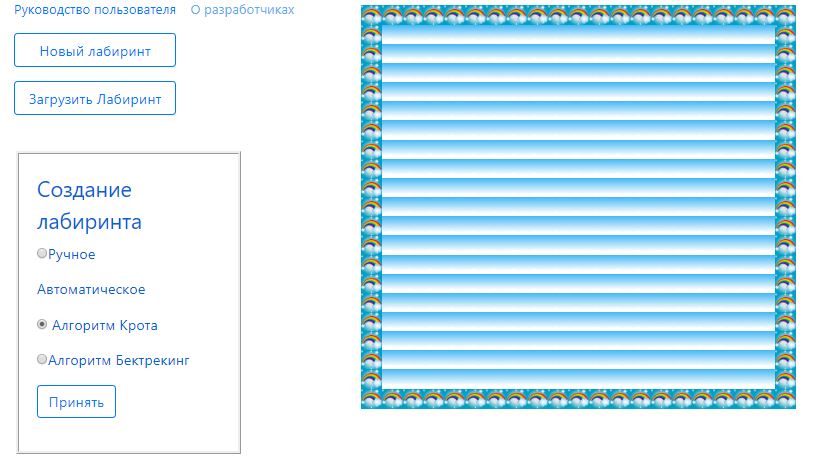 Руководство пользователя О разработчиках
Новый лабиринт
Загрузить Лабиринт
Создание
лабиринта
Ручное
Автоматическое
Алгоритм Крота
Алгоритм Бектрекинг
Принять